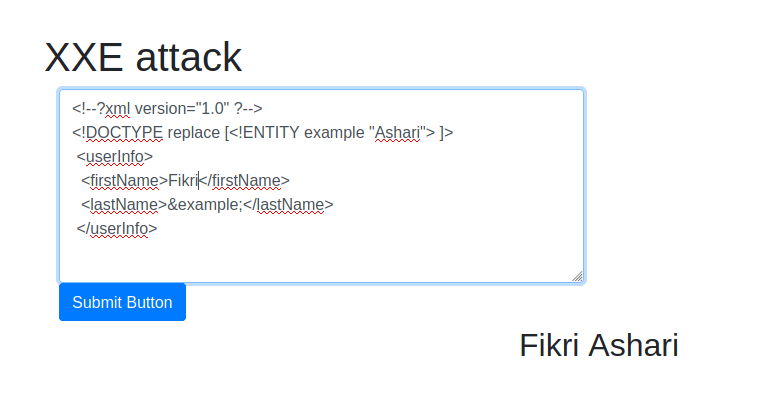 XXE attack
<!--?xml version="1.0" ?-->
<!DOCTYPE replace [<!ENTITY example "Ashari"> ]>
<userInfo>
<firstName>Fikri</firstName>
<lastName>&example;</lastName>
</userInfo>
Submit Button
Fikri Ashari